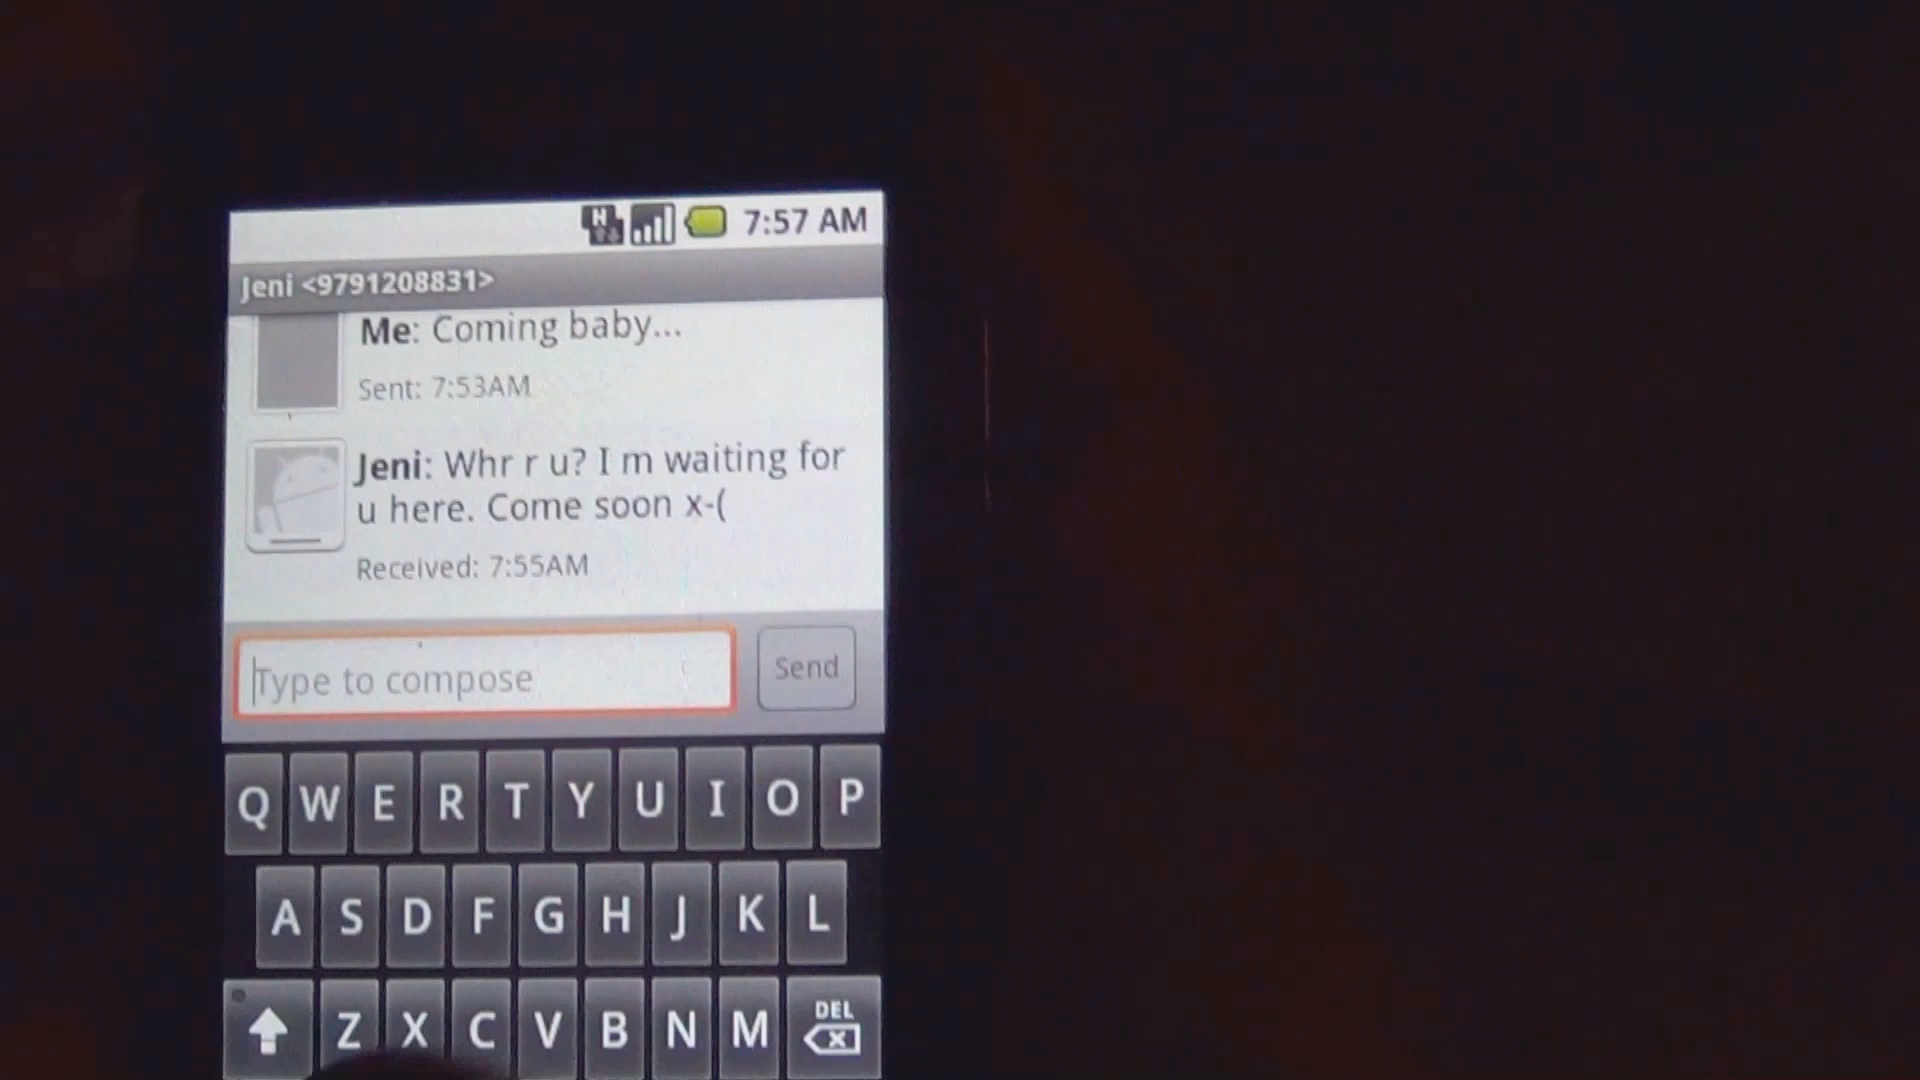 7:57 AM
Jeni <9791208831>
Me: Coming baby...
Sent: 7:53AM
Jeni: Whr r u? I m waiting for
u here. Come soon x-(
Received: 7:55AM
Type to compose
Send
Q W E R T Y U I O P
A S D F G H J K L
Z X C V B N M DEL